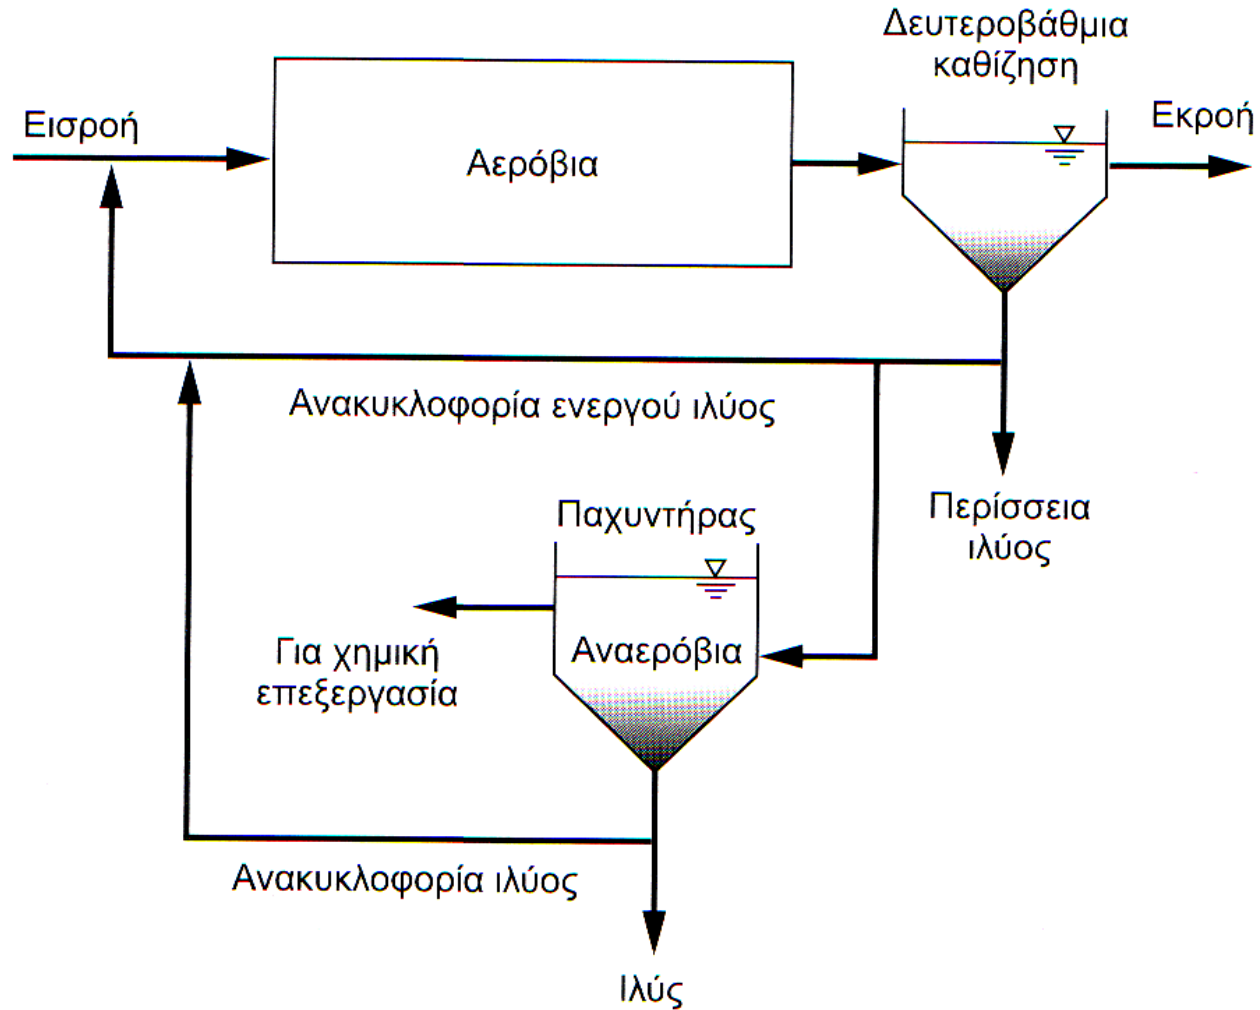 Δευτεροβάθμια
καθίζηση
Εισροή
Εκροή
Αερόβια
Ανακυκλοφορία ενεργού ιλύος
Περίσσεια
ιλύος
Παχυντήρας
Αναερόβια
Για χημική
επεξεργασία
Ανακυκλοφορία ιλύος
Ιλύς